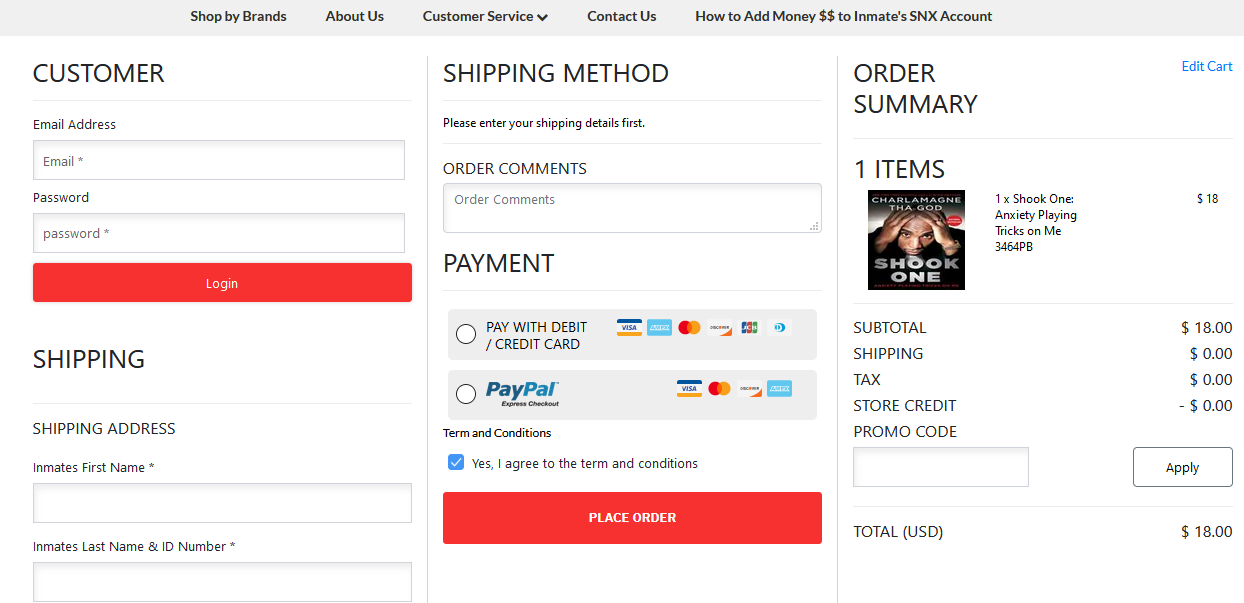 Shop by Brands
About Us
Customer Service
Contact Us
How to Add Money $$ to Inmate's SNX Account
CUSTOMER
Email Address
Email *
Password
password *
Login
SHIPPING
SHIPPING ADDRESS
Inmates First Name *
Inmates Last Name & ID Number *
SHIPPING METHOD
Please enter your shipping details first.
ORDER COMMENTS
Order Comments
PAYMENT
PAY WITH DEBIT
/ CREDIT CARD
VISA
DISCOVER
JCB
PayPal
Express Checkout
VISA
DISCOVER
Term and Conditions
Yes, I agree to the term and conditions
PLACE ORDER
ORDER
SUMMARY
Edit Cart
1 ITEMS
CHARLAMAGNE
THA GOD
SHOOK
ONE
ANXIETY PLAYING TRICKS ON ME
1 x Shook One:
Anxiety Playing
Tricks on Me
3464PB
$ 18
SUBTOTAL $ 18.00
SHIPPING $ 0.00
TAX $ 0.00
STORE CREDIT - $ 0.00
PROMO CODE
Apply
TOTAL (USD) $ 18.00